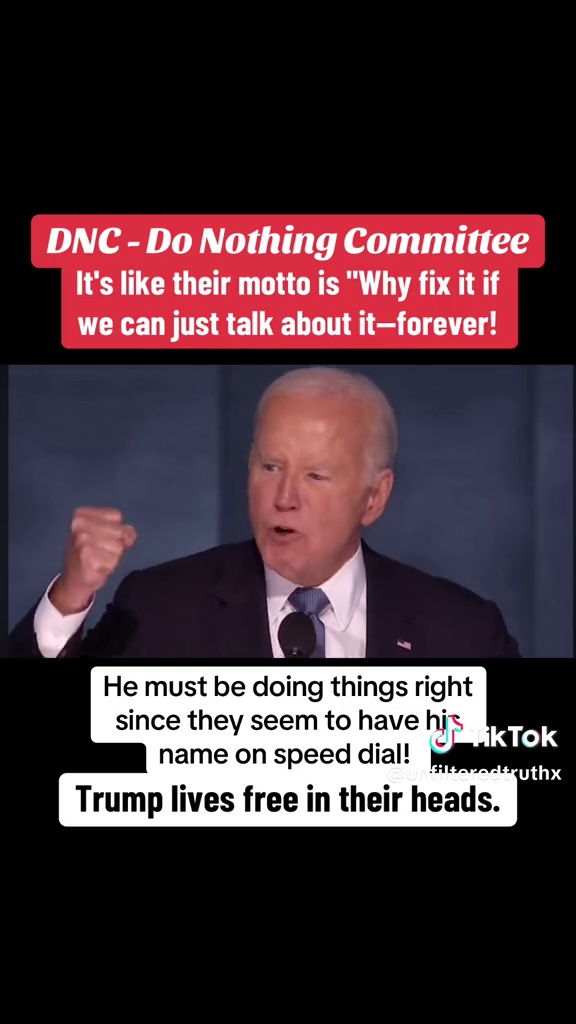 DNC - Do Nothing Committee
It's like their motto is "Why fix it if
we can just talk about it—forever!
He must be doing things right
since they seem to have his
name on speed dial!
TikTok
@unfilteredtruthx
Trump lives free in their heads.